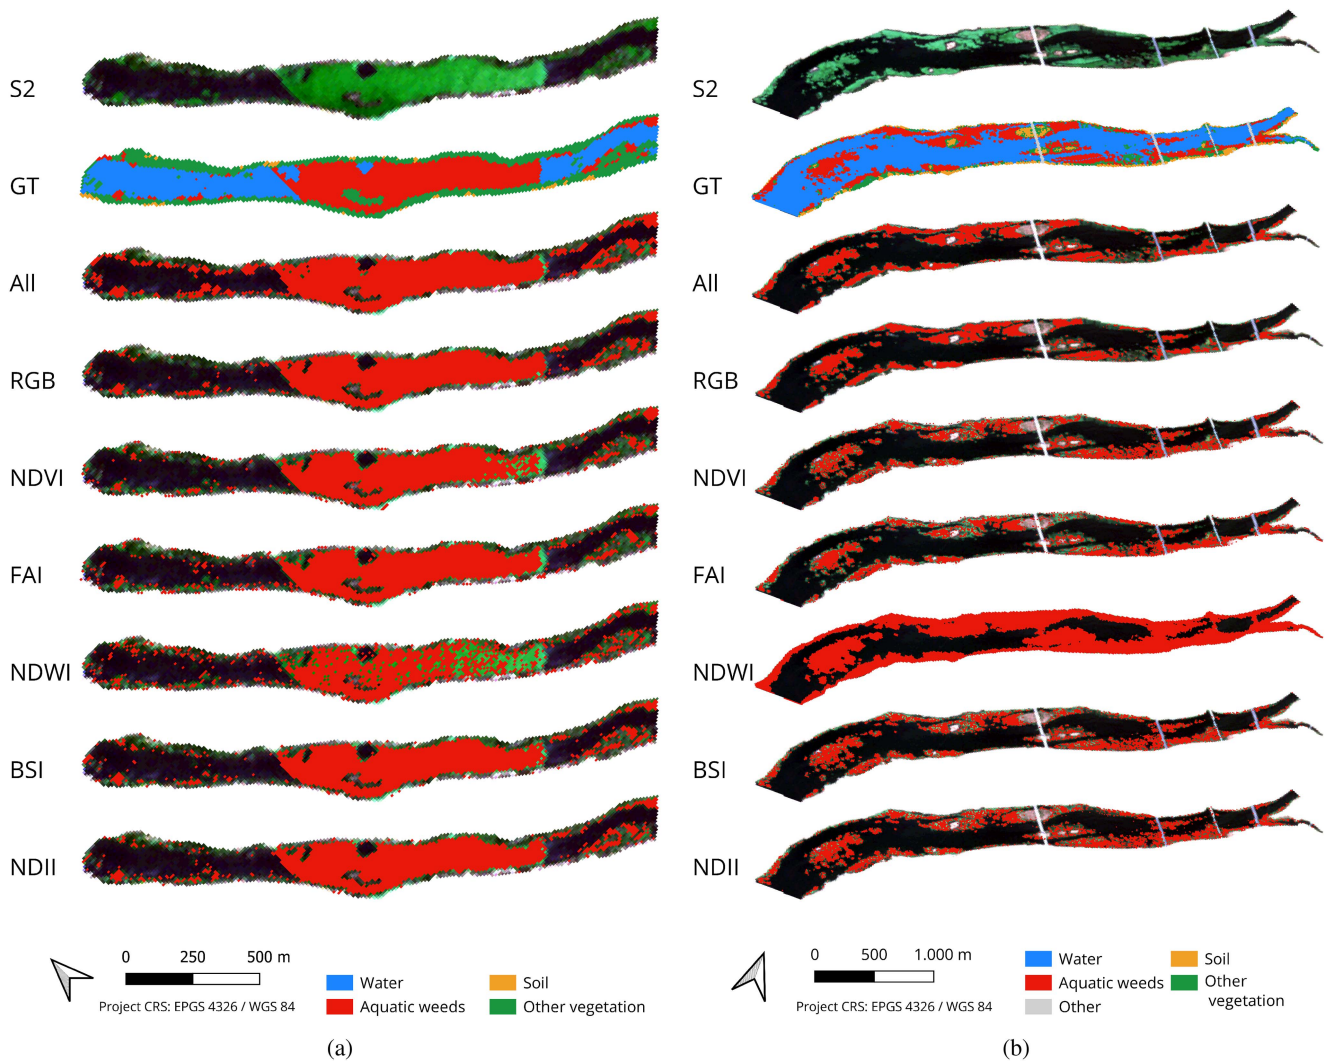 S2
GT
All
RGB
NDVI
FAI
NDWI
BSI
NDII
0 250 500 m
Project CRS: EPGS 4326 / WGS 84
Water
Soil
Aquatic weeds
Other vegetation
(a)
S2
GT
All
RGB
NDVI
FAI
NDWI
BSI
NDII
0 500 1.000 m
Project CRS: EPGS 4326 / WGS 84
Water
Soil
Aquatic weeds
Other
vegetation
Other
(b)